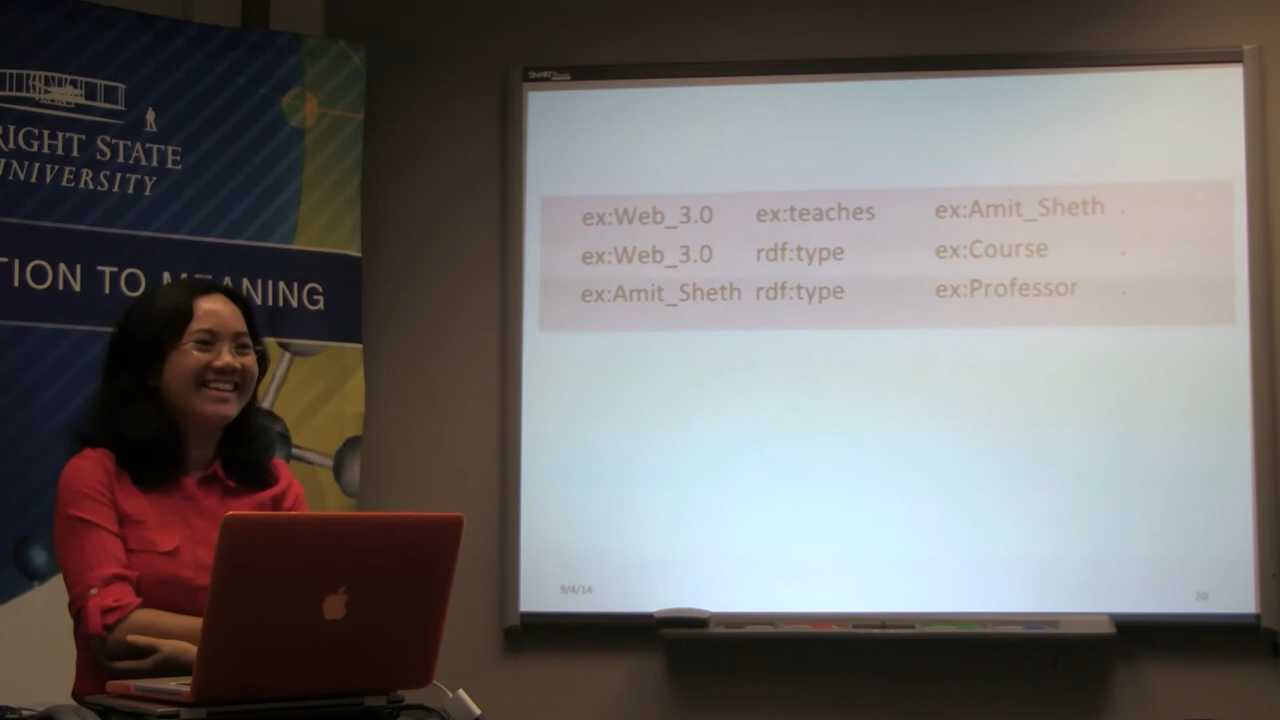 RIGHT STATE
UNIVERSITY
TION TO MEANING
SMART
ex:Web_3.0 ex:teaches ex:Amit_Sheth .
ex:Web_3.0 rdf:type ex:Course .
ex:Amit_Sheth rdf:type ex:Professor .
9/4/14
20